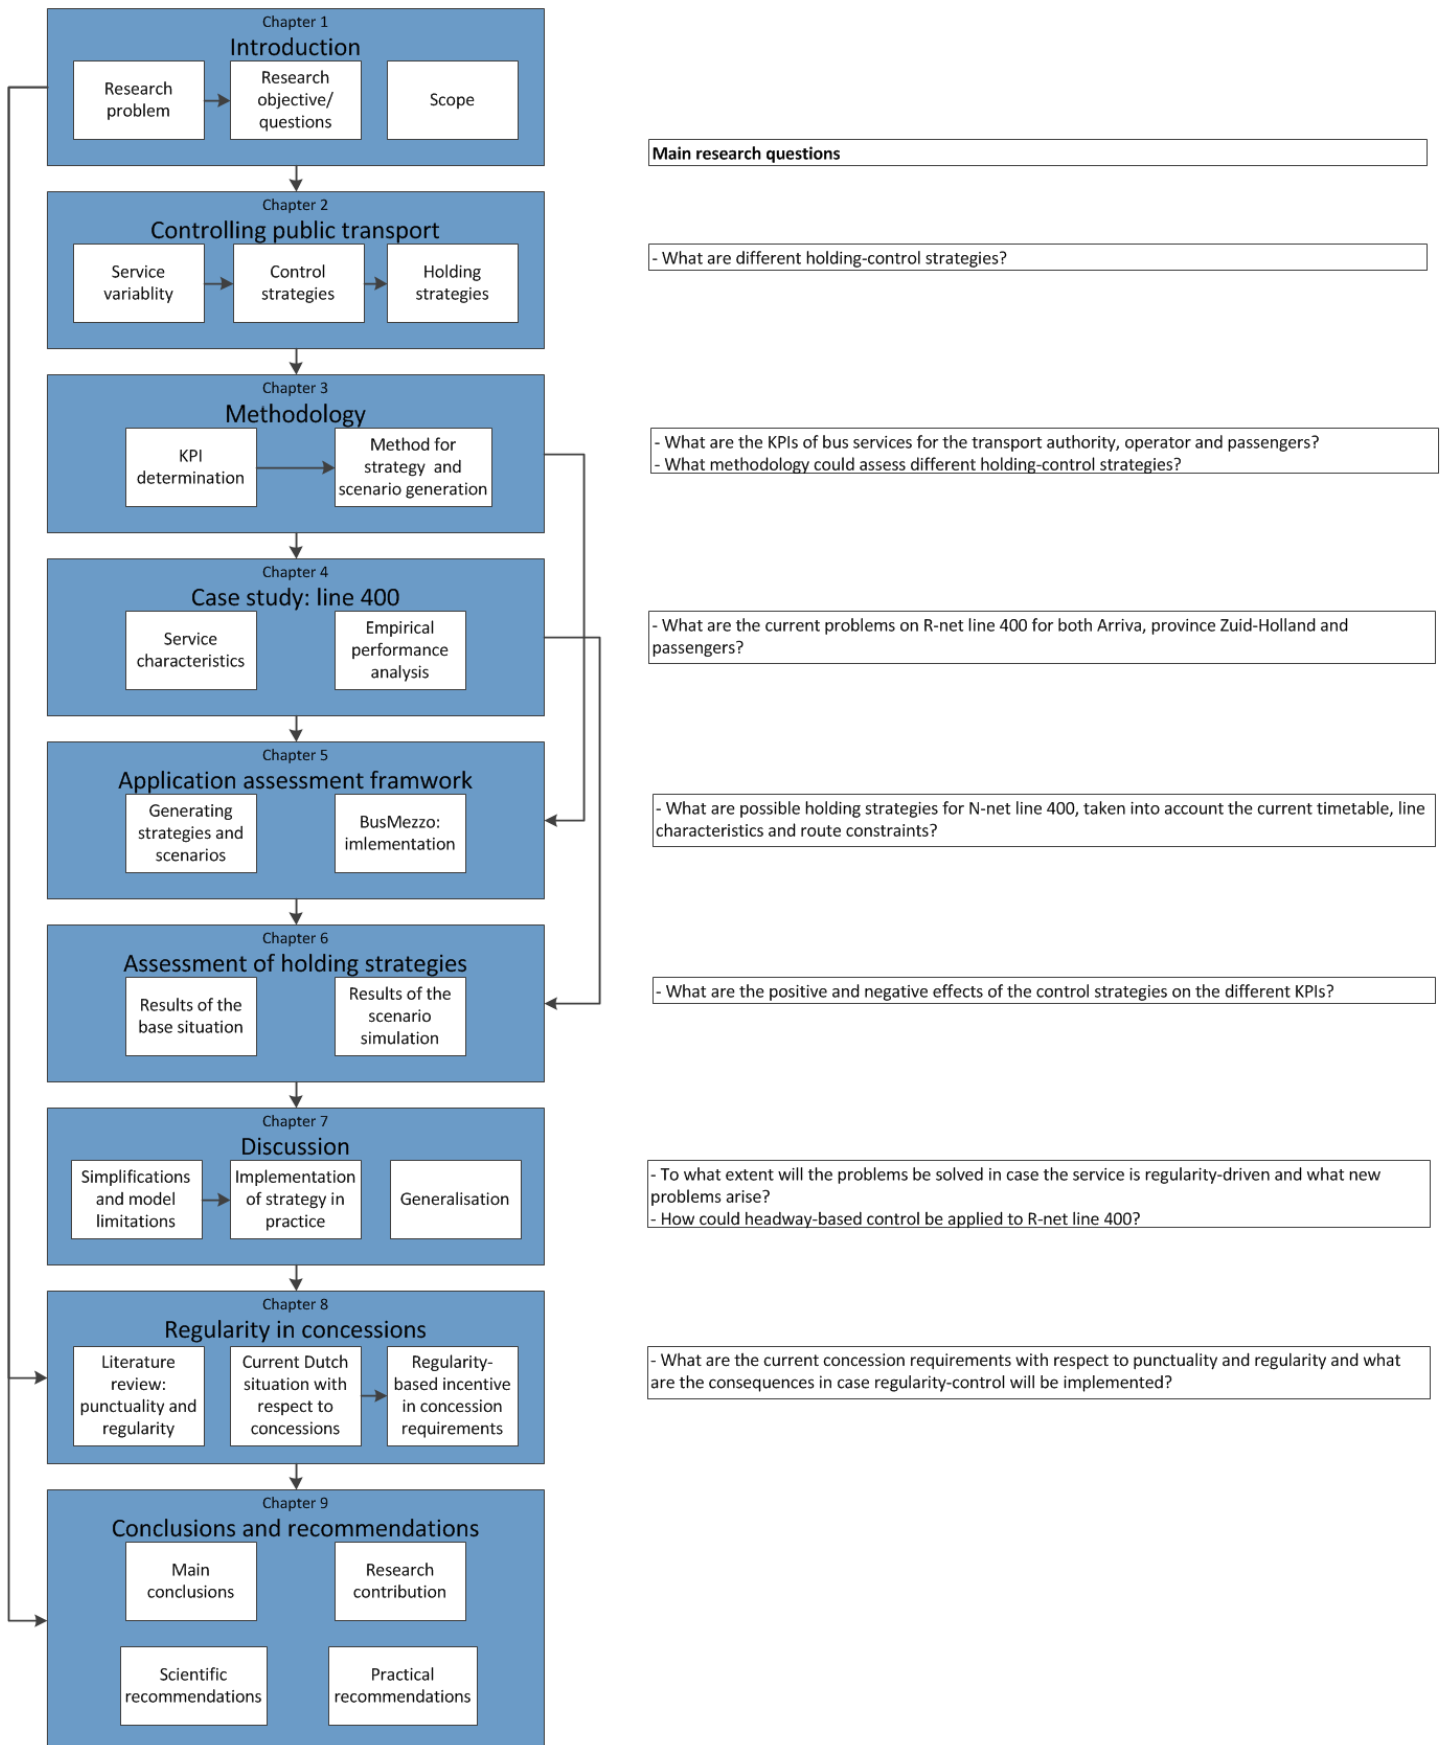 Chapter 1
Introduction
Research
problem
Research
objective/
questions
Scope
Main research questions
Chapter 2
Controlling public transport
Service
variablity
Control
strategies
Holding
strategies
- What are different holding-control strategies?
Chapter 3
Methodology
KPI
determination
Method for
strategy and
scenario generation
- What are the KPIs of bus services for the transport authority, operator and passengers?
- What methodology could assess different holding-control strategies?
Chapter 4
Case study: line 400
Service
characteristics
Empirical
performance
analysis
- What are the current problems on R-net line 400 for both Arriva, province Zuid-Holland and
passengers?
Chapter 5
Application assessment framwork
Generating
strategies and
scenarios
BusMezzo:
imlementation
- What are possible holding strategies for N-net line 400, taken into account the current timetable, line
characteristics and route constraints?
Chapter 6
Assessment of holding strategies
Results of the
base situation
Results of the
scenario
simulation
- What are the positive and negative effects of the control strategies on the different KPIs?
Chapter 7
Discussion
Simplifications
and model
limitations
Implementation
of strategy in
practice
Generalisation
- To what extent will the problems be solved in case the service is regularity-driven and what new
problems arise?
- How could headway-based control be applied to R-net line 400?
Chapter 8
Regularity in concessions
Literature
review:
punctuality and
regularity
Current Dutch
situation with
respect to
concessions
Regularity-
based incentive
in concession
requirements
- What are the current concession requirements with respect to punctuality and regularity and what
are the consequences in case regularity-control will be implemented?
Chapter 9
Conclusions and recommendations
Main
conclusions
Research
contribution
Scientific
recommendations
Practical
recommendations